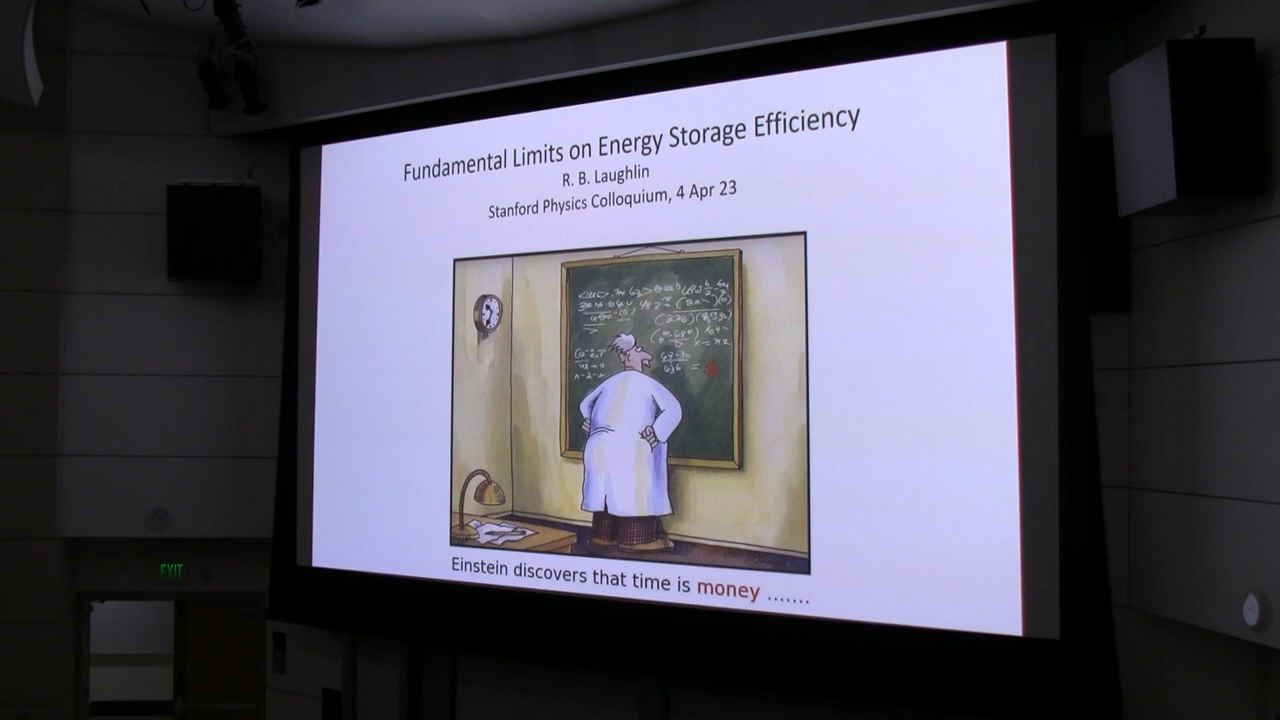 Fundamental Limits on Energy Storage Efficiency
R. B. Laughlin
Stanford Physics Colloquium, 4 Apr 23
Einstein discovers that time is money .......
EXIT